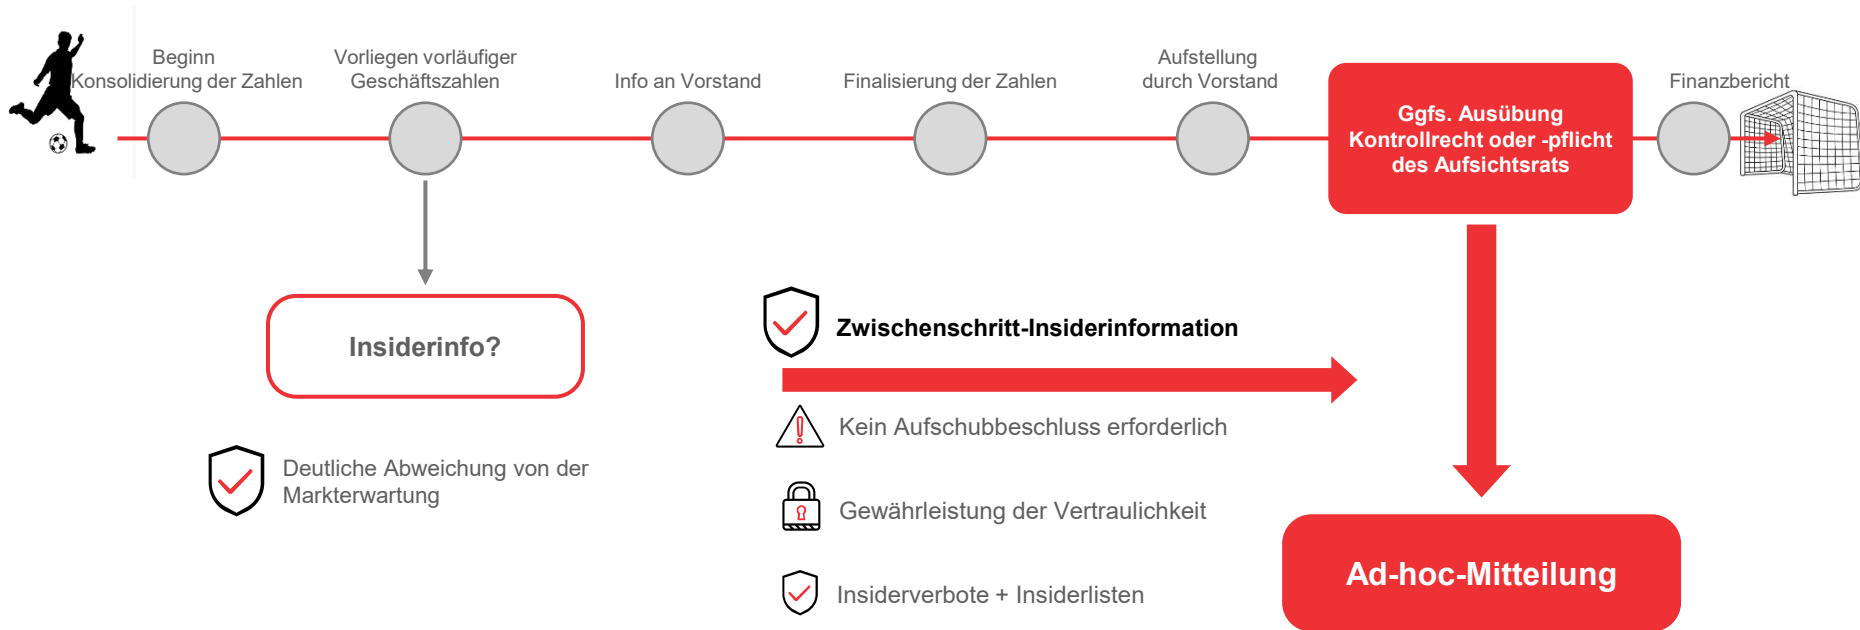 Beginn
Konsolidierung der Zahlen
Vorliegen vorläufiger
Geschäftszahlen
Info an Vorstand
Finalisierung der Zahlen
Aufstellung
durch Vorstand
Ggfs. Ausübung
Kontrollrecht oder -pflicht
des Aufsichtsrats
Finanzbericht
Insiderinfo?
Deutliche Abweichung von der
Markterwartung
Zwischenschritt-Insiderinformation
Kein Aufschubbeschluss erforderlich
Gewährleistung der Vertraulichkeit
Insiderverbote + Insiderlisten
Ad-hoc-Mitteilung